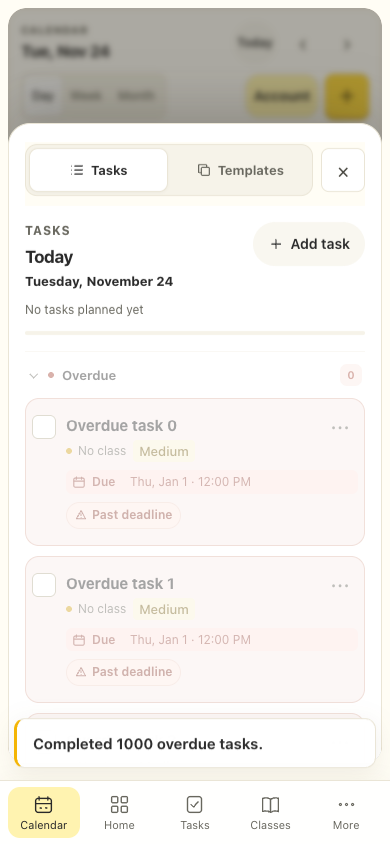 CALENDAR
Tue, Nov 24
Today
Day Week Month
Account
Tasks Templates
TASKS
Today
Add task
Tuesday, November 24
No tasks planned yet
Overdue 0
Overdue task 0
No class Medium
Due Thu, Jan 1 · 12:00 PM
Past deadline
Overdue task 1
No class Medium
Due Thu, Jan 1 · 12:00 PM
Past deadline
Completed 1000 overdue tasks.
Calendar Home Tasks Classes More